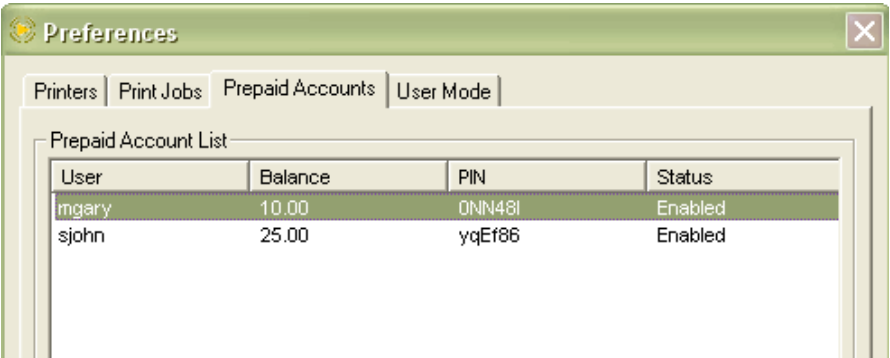 Preferences
Printers Print Jobs Prepaid Accounts User Mode
Prepaid Account List
User Balance PIN Status
mgary 10.00 0NN48l Enabled
sjohn 25.00 yqEf86 Enabled